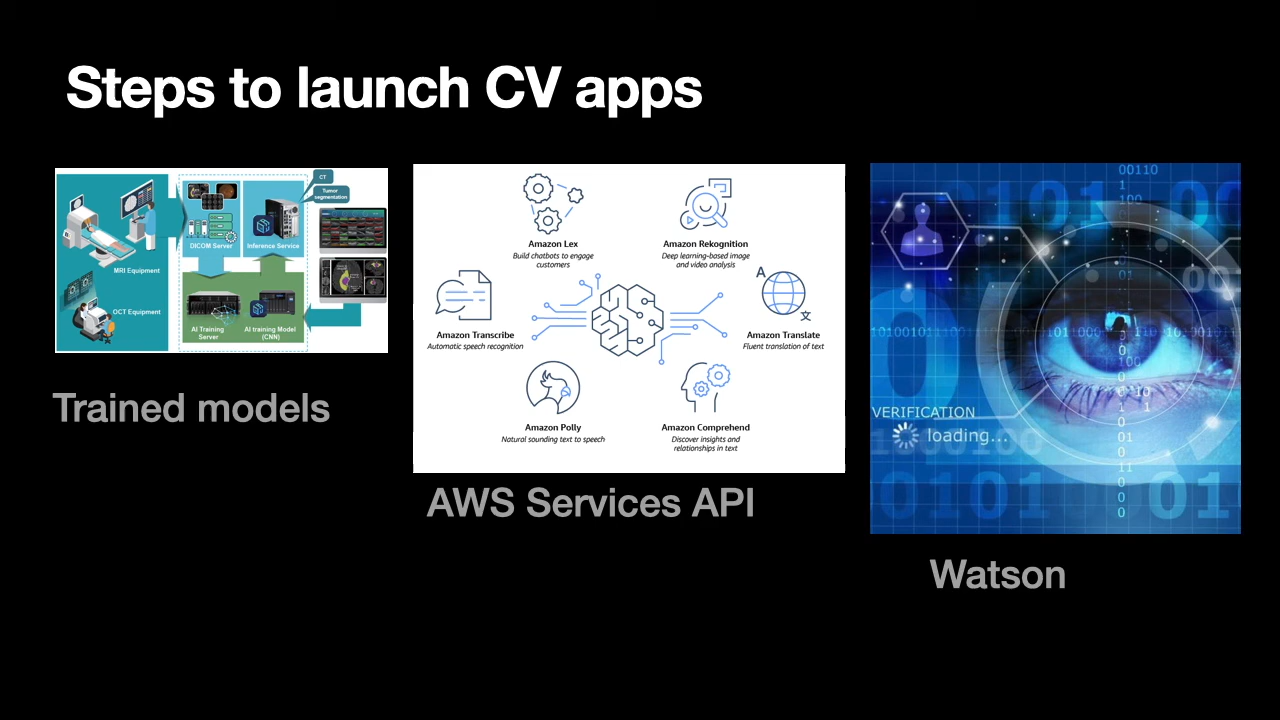 Steps to launch CV apps
CT
Tumor
segmentation
DICOM Server
Inference Service
MRI Equipment
OCT Equipment
AI Training
Server
AI training Model
(CNN)
Trained models
Amazon Lex
Build chatbots to engage
customers
Amazon Rekognition
Deep learning-based image
and video analysis
A
文
Amazon Transcribe
Automatic speech recognition
Amazon Translate
Fluent translation of text
Amazon Polly
Natural sounding text to speech
Amazon Comprehend
Discover insights and
relationships in text
AWS Services API
00110
1
100
VERIFICATION
loading...
Watson